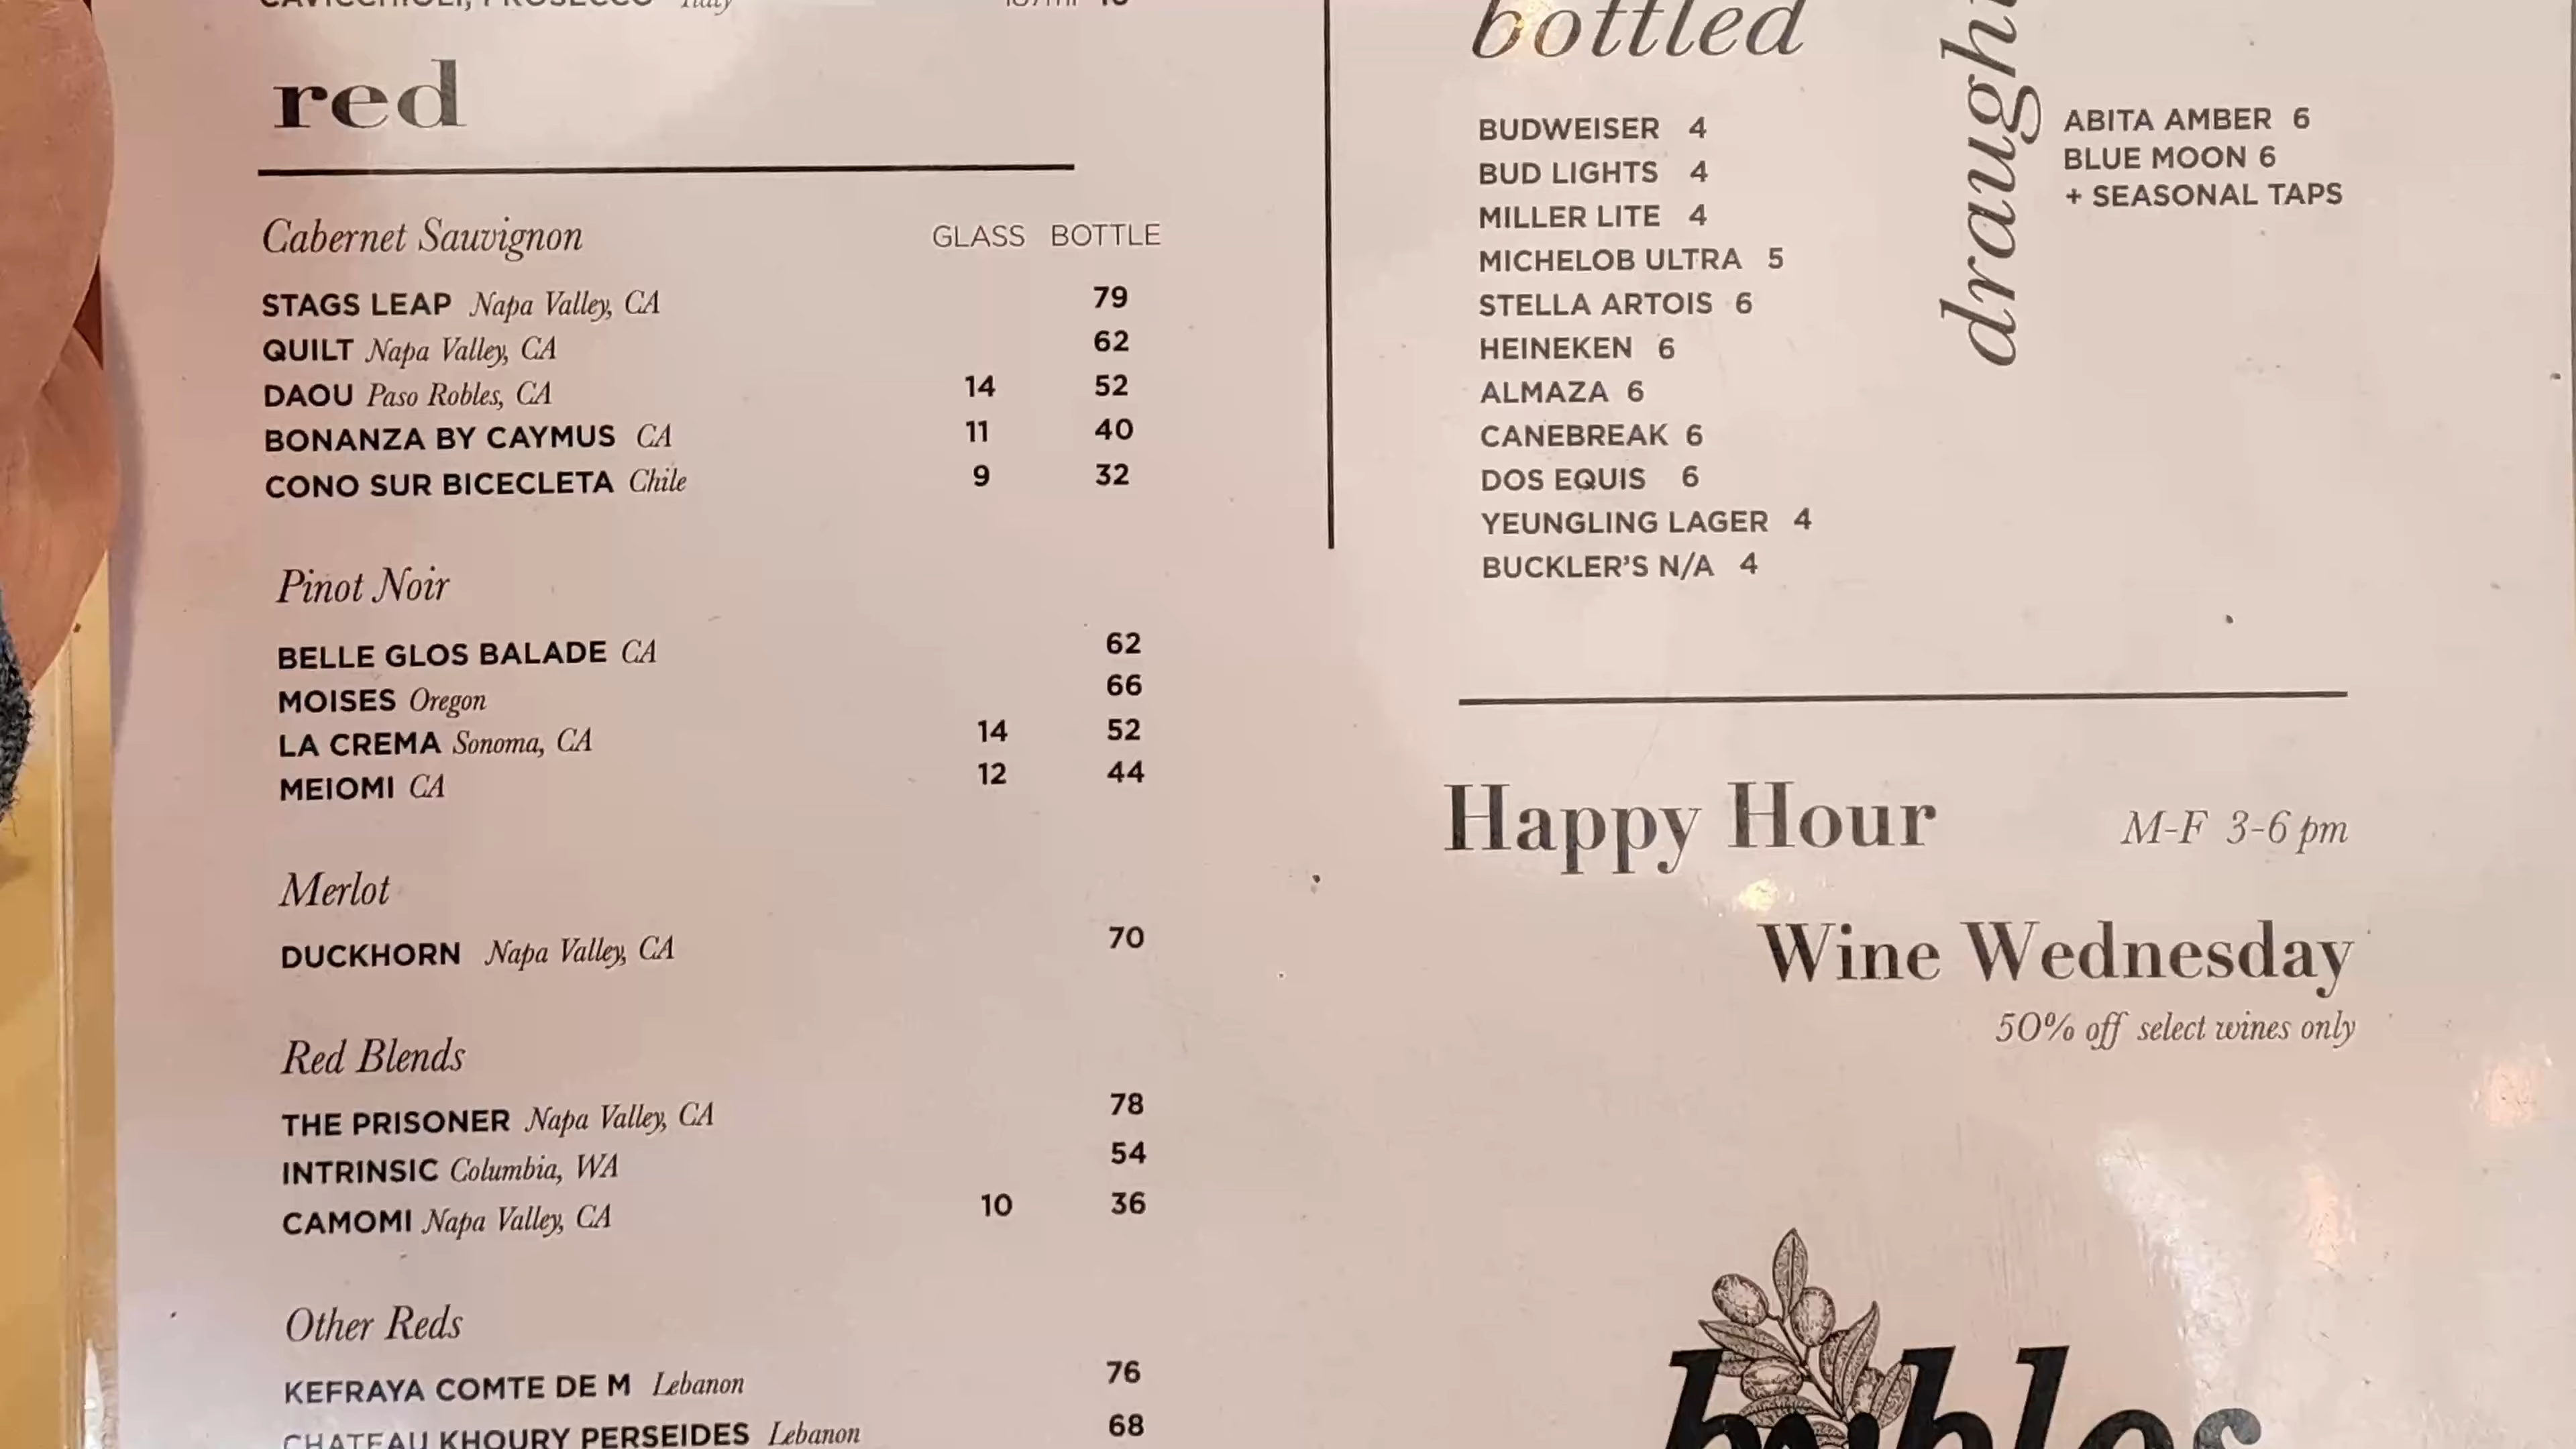 CAVICCHIOLI, PROSECCO Italy 187ml 10
red
Cabernet Sauvignon GLASS BOTTLE
STAGS LEAP Napa Valley, CA 79
QUILT Napa Valley, CA 62
DAOU Paso Robles, CA 14 52
BONANZA BY CAYMUS CA 11 40
CONO SUR BICECLETA Chile 9 32
Pinot Noir
BELLE GLOS BALADE CA 62
MOISES Oregon 66
LA CREMA Sonoma, CA 14 52
MEIOMI CA 12 44
Merlot
DUCKHORN Napa Valley, CA 70
Red Blends
THE PRISONER Napa Valley, CA 78
INTRINSIC Columbia, WA 54
CAMOMI Napa Valley, CA 10 36
Other Reds
KEFRAYA COMTE DE M Lebanon 76
CHATEAU KHOURY PERSEIDES Lebanon 68
bottled
BUDWEISER 4
BUD LIGHTS 4
MILLER LITE 4
MICHELOB ULTRA 5
STELLA ARTOIS 6
HEINEKEN 6
ALMAZA 6
CANEBREAK 6
DOS EQUIS 6
YEUNGLING LAGER 4
BUCKLER'S N/A 4
draught
ABITA AMBER 6
BLUE MOON 6
+ SEASONAL TAPS
Happy Hour M-F 3-6 pm
Wine Wednesday
50% off select wines only